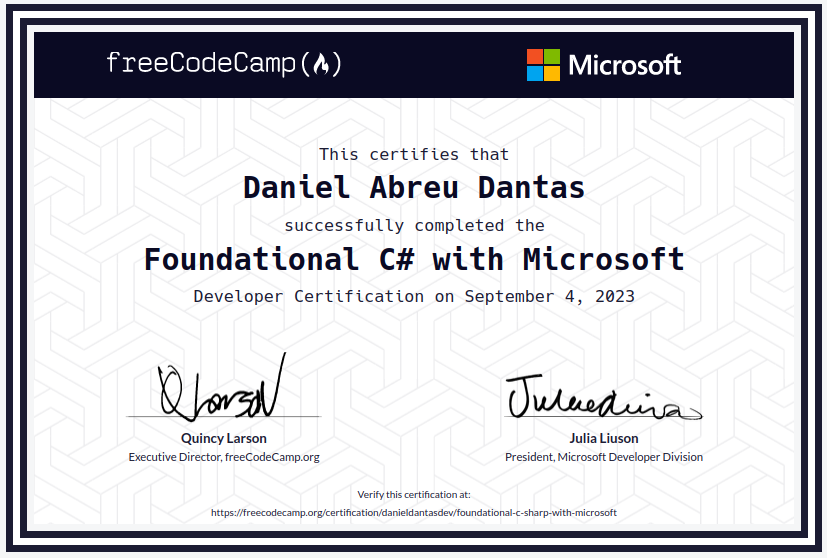 freeCodeCamp(🔥)
Microsoft
This certifies that
Daniel Abreu Dantas
successfully completed the
Foundational C# with Microsoft
Developer Certification on September 4, 2023
QLarson
Quincy Larson
Executive Director, freeCodeCamp.org
Julia Liuson
President, Microsoft Developer Division
Verify this certification at:
https://freecodecamp.org/certification/danieldantasdev/foundational-c-sharp-with-microsoft